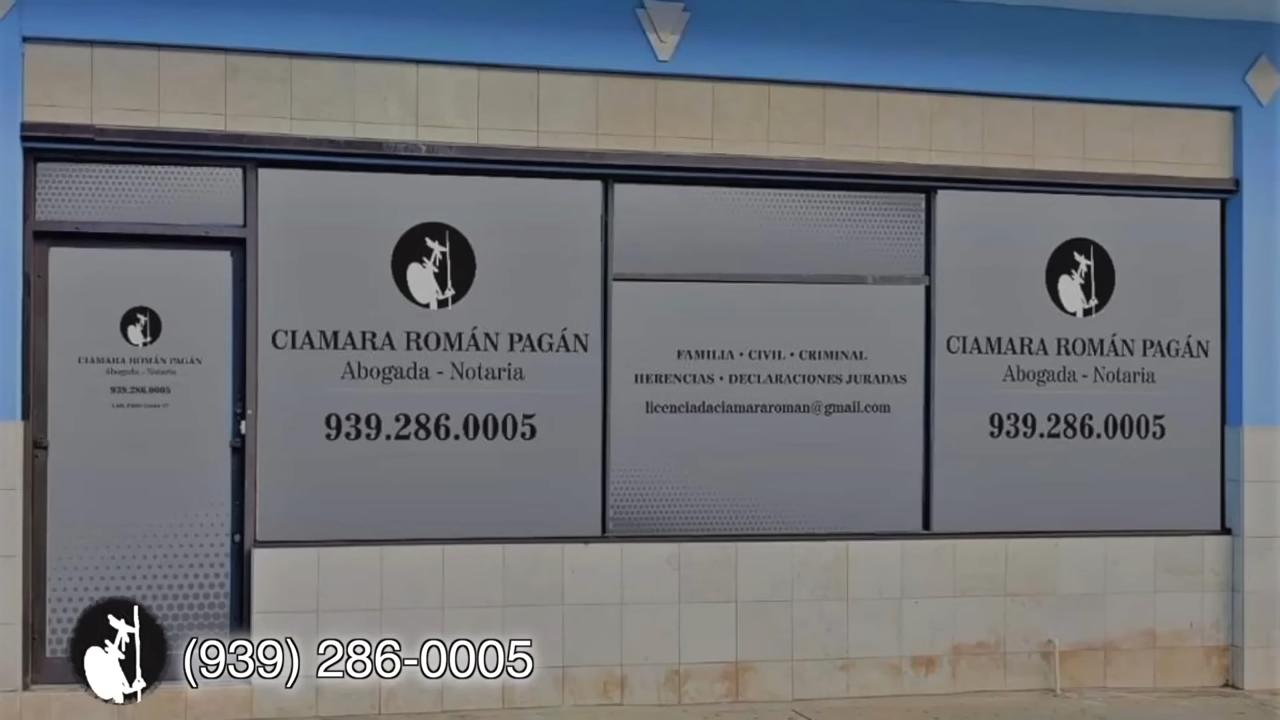 CIAMARA ROMÁN PAGÁN
Abogada - Notaria
939.286.0005
CIAMARA ROMÁN PAGÁN
Abogada - Notaria
939.286.0005
FAMILIA • CIVIL • CRIMINAL
HERENCIAS • DECLARACIONES JURADAS
licenciadaciamararoman@gmail.com
CIAMARA ROMÁN PAGÁN
Abogada - Notaria
939.286.0005
(939) 286-0005